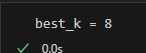 best_k = 8
✓ 0.0s